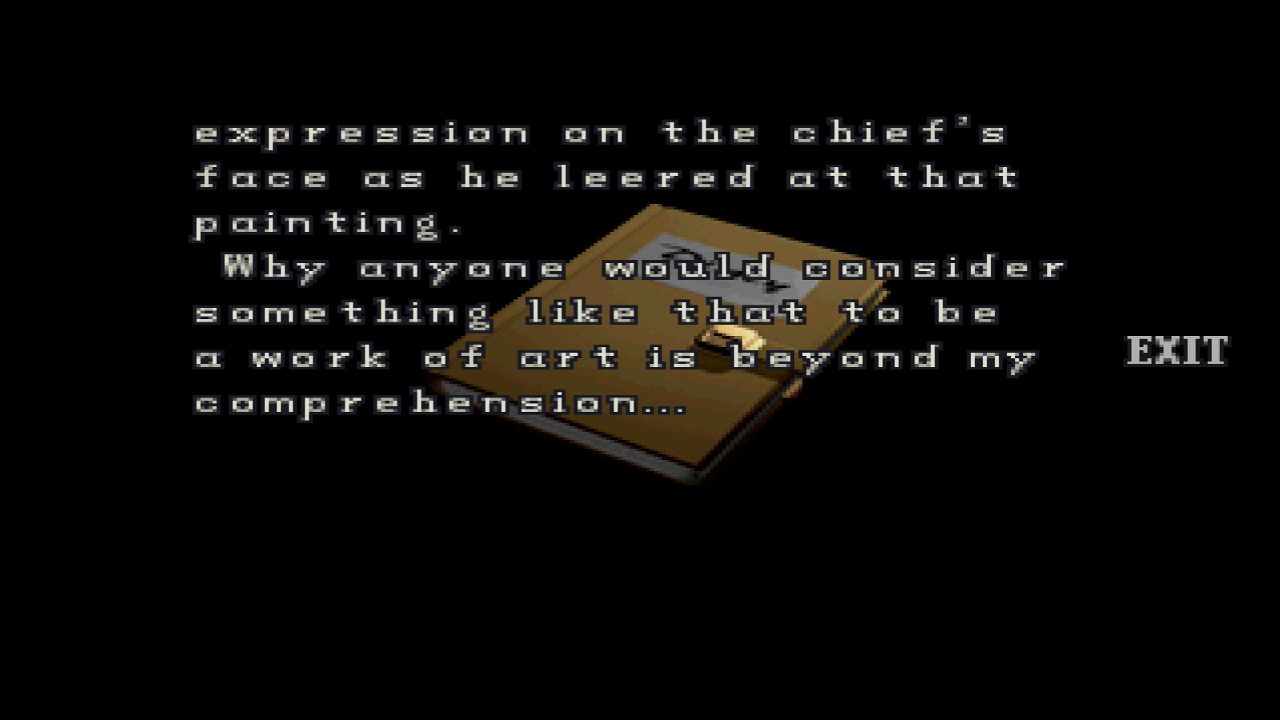 expression on the chief's
face as he leered at that
painting.
Why anyone would consider
something like that to be
a work of art is beyond my
comprehension...
EXIT
Diary